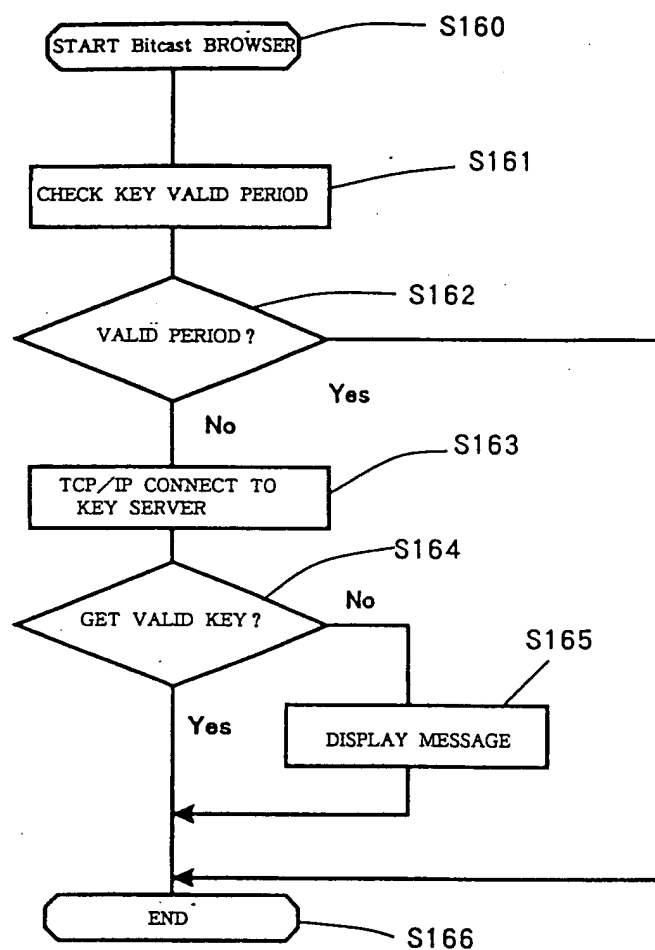 START Bitcast BROWSER
S160
CHECK KEY VALID PERIOD
S161
VALID PERIOD?
S162
Yes
No
TCP/IP CONNECT TO
KEY SERVER
S163
GET VALID KEY?
S164
No
Yes
DISPLAY MESSAGE
S165
END
S166